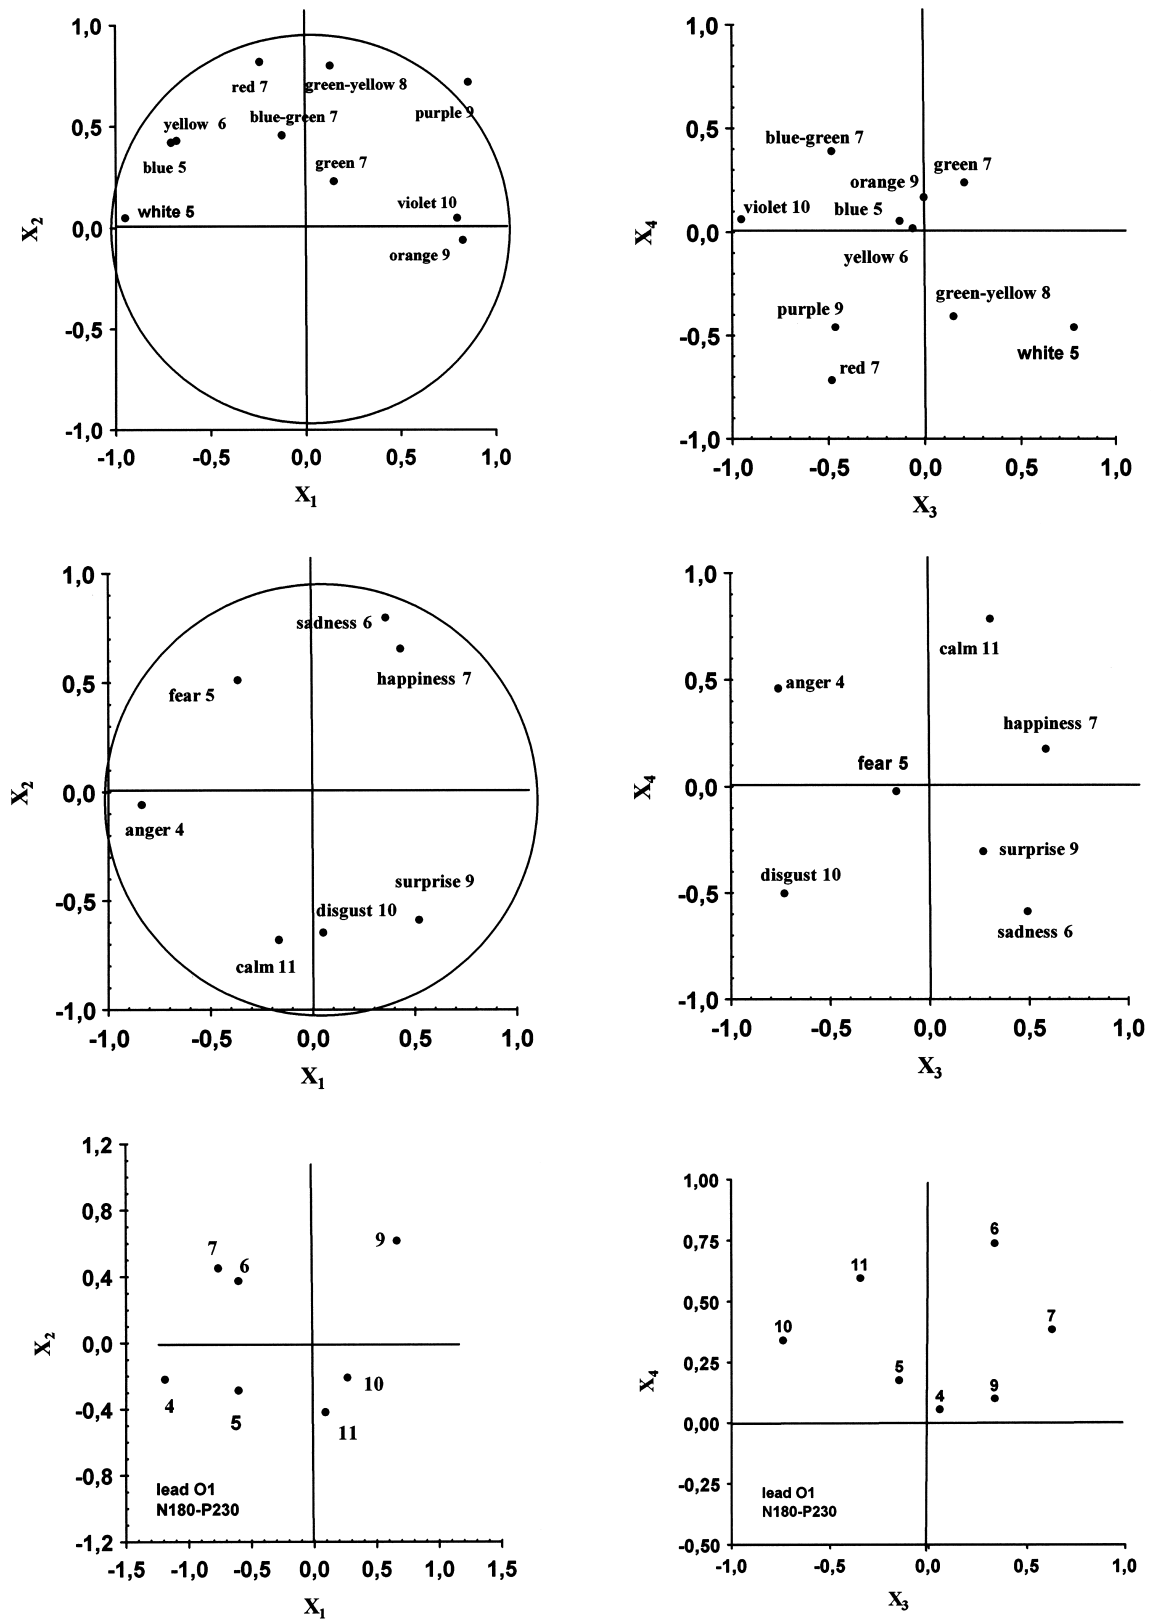 1,0
red 7
green-yellow 8
purple 9
0,5
yellow 6
blue-green 7
blue 5
green 7
X2
0,0
white 5
violet 10
orange 9
-0,5
-1,0
-1,0 -0,5 0,0 0,5 1,0
X1
1,0
0,5
blue-green 7
green 7
orange 9
violet 10
blue 5
X4
0,0
yellow 6
green-yellow 8
purple 9
-0,5
white 5
red 7
-1,0
-1,0 -0,5 0,0 0,5 1,0
X3
1,0
sadness 6
happiness 7
0,5
fear 5
X2
0,0
anger 4
surprise 9
-0,5
disgust 10
calm 11
-1,0
-1,0 -0,5 0,0 0,5 1,0
X1
1,0
calm 11
0,5
anger 4
happiness 7
fear 5
X4
0,0
surprise 9
disgust 10
-0,5
sadness 6
-1,0
-1,0 -0,5 0,0 0,5 1,0
X3
1,2
0,8
7
9
6
0,4
X2
0,0
4
10
-0,4
5
11
-0,8
lead O1
N180-P230
-1,2
-1,5 -1,0 -0,5 0,0 0,5 1,0 1,5
X1
1,00
6
0,75
11
0,50
10
7
0,25
5
X4
4
9
0,00
-0,25
lead O1
N180-P230
-0,50
-1,0 -0,5 0,0 0,5 1,0
X3